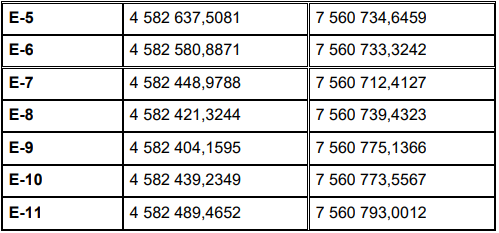 E-5 4 582 637,5081 7 560 734,6459
E-6 4 582 580,8871 7 560 733,3242
E-7 4 582 448,9788 7 560 712,4127
E-8 4 582 421,3244 7 560 739,4323
E-9 4 582 404,1595 7 560 775,1366
E-10 4 582 439,2349 7 560 773,5567
E-11 4 582 489,4652 7 560 793,0012